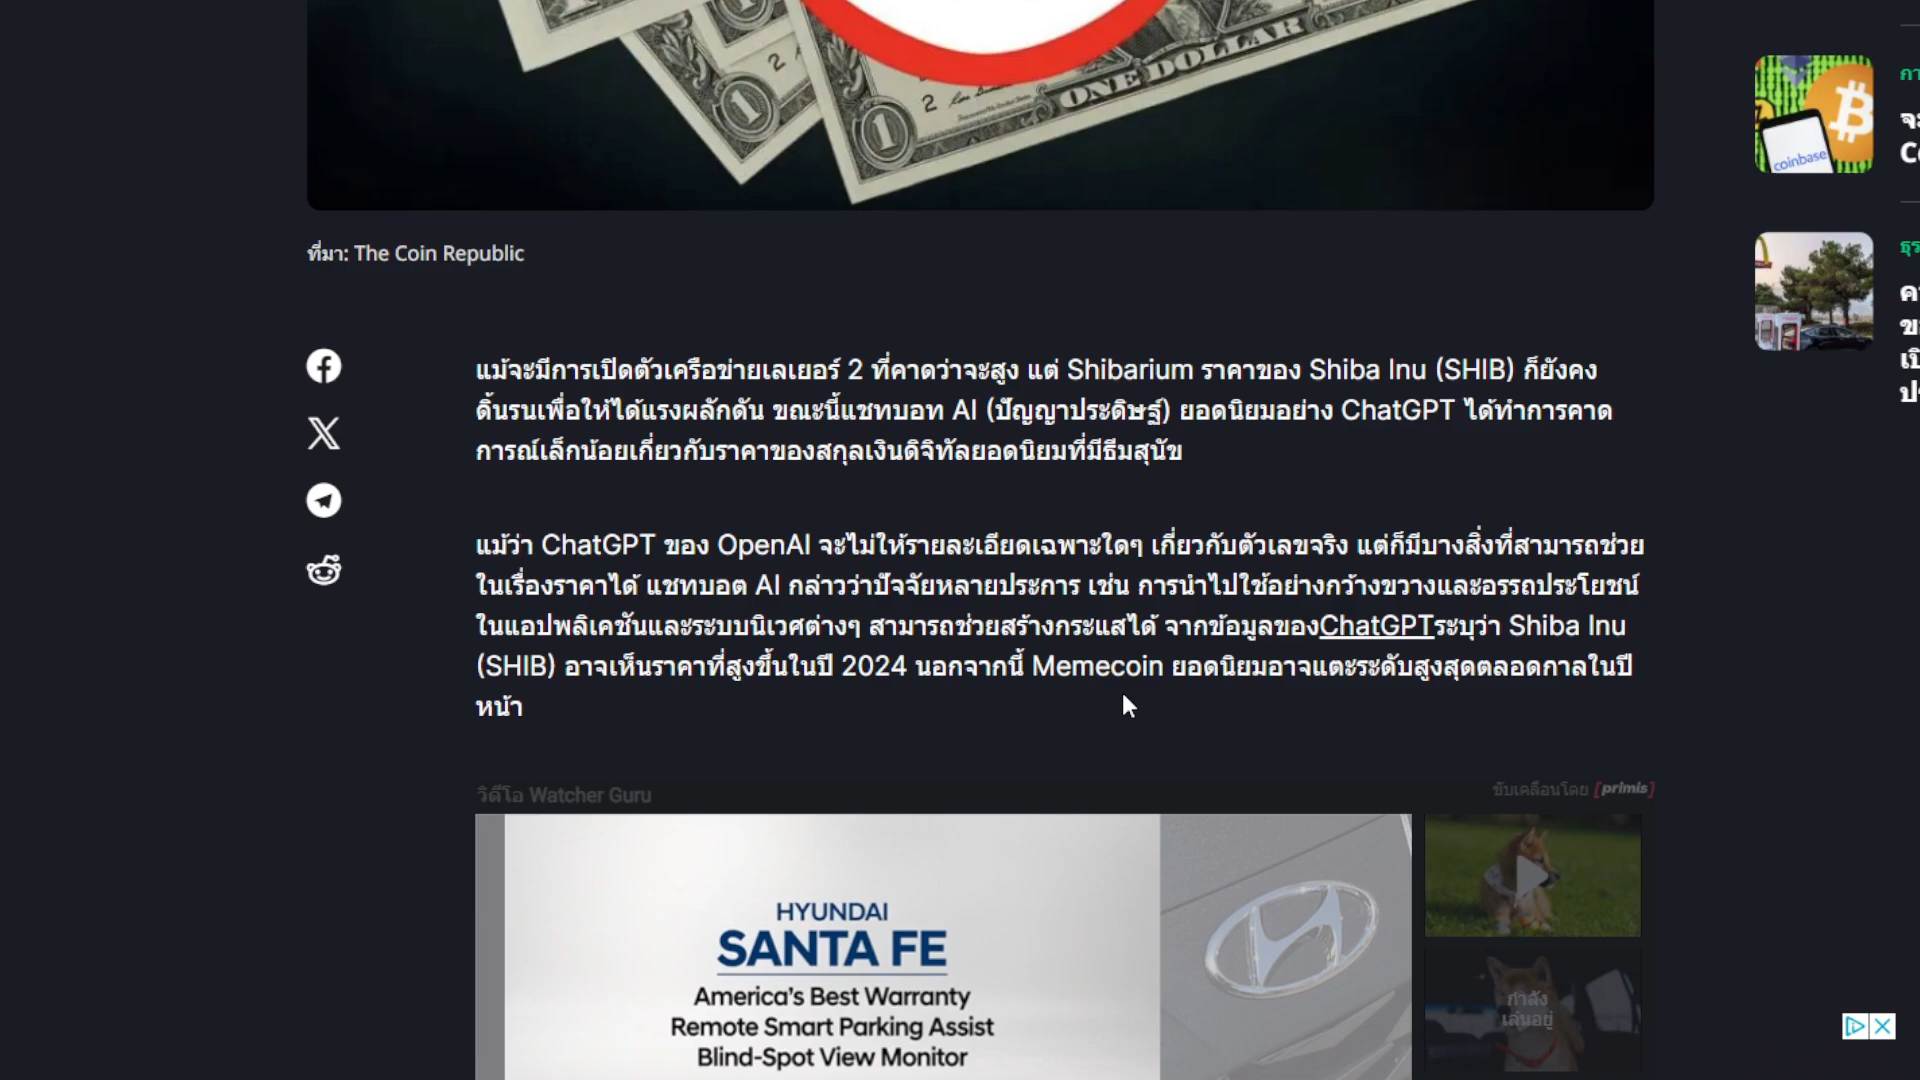 ONE DOLLAR
ที่มา: The Coin Republic
แม้จะมีการเปิดตัวเครือข่ายเลเยอร์ 2 ที่คาดว่าจะสูง แต่ Shibarium ราคาของ Shiba Inu (SHIB) ก็ยังคง
ดิ้นรนเพื่อให้ได้แรงผลักดัน ขณะนี้แชทบอท AI (ปัญญาประดิษฐ์) ยอดนิยมอย่าง ChatGPT ได้ทำการคาด
การณ์เล็กน้อยเกี่ยวกับราคาของสกุลเงินดิจิทัลยอดนิยมที่มีธีมสุนัข
แม้ว่า ChatGPT ของ OpenAI จะไม่ให้รายละเอียดเฉพาะใดๆ เกี่ยวกับตัวเลขจริง แต่ก็มีบางสิ่งที่สามารถช่วย
ในเรื่องราคาได้ แชทบอต AI กล่าวว่าปัจจัยหลายประการ เช่น การนำไปใช้อย่างกว้างขวางและอรรถประโยชน์
ในแอปพลิเคชันและระบบนิเวศต่างๆ สามารถช่วยสร้างกระแสได้ จากข้อมูลของChatGPTระบุว่า Shiba Inu
(SHIB) อาจเห็นราคาที่สูงขึ้นในปี 2024 นอกจากนี้ Memecoin ยอดนิยมอาจแตะระดับสูงสุดตลอดกาลในปี
หน้า
วิดีโอ Watcher Guru
ขับเคลื่อนโดย [primis]
HYUNDAI
SANTA FE
America's Best Warranty
Remote Smart Parking Assist
Blind-Spot View Monitor
กำลัง
เล่นอยู่
coinbase